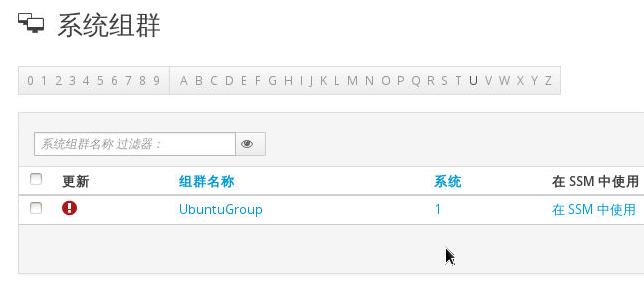 系统组群
0 1 2 3 4 5 6 7 8 9 A B C D E F G H I J K L M N O P Q R S T U V W X Y Z
系统组群名称 过滤器：
更新 组群名称 系统 在 SSM 中使用
UbuntuGroup 1 在 SSM 中使用